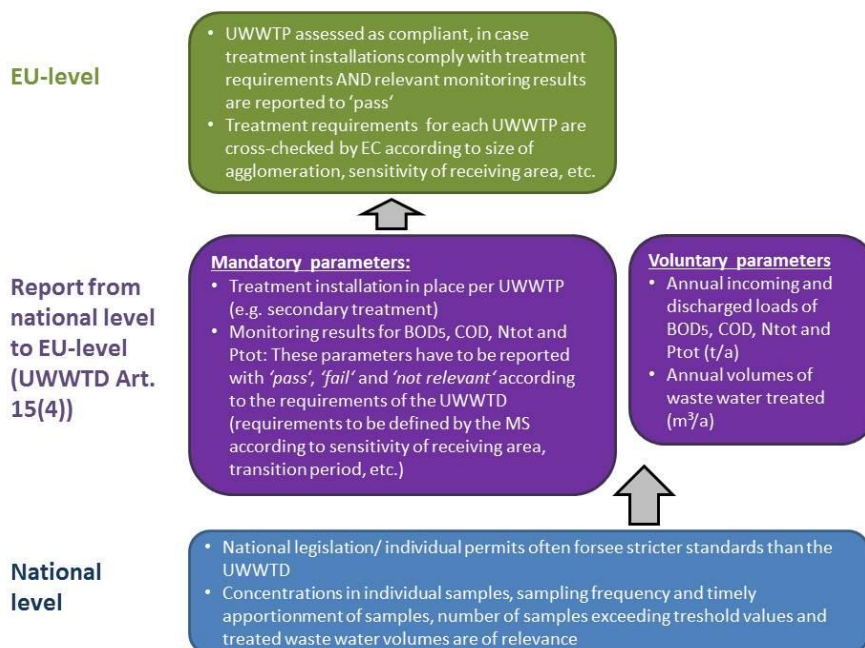 EU-level
• UWWTP assessed as compliant, in case
treatment installations comply with treatment
requirements AND relevant monitoring results
are reported to ‘pass‘
• Treatment requirements for each UWWTP are
cross-checked by EC according to size of
agglomeration, sensitivity of receiving area, etc.
Report from
national level
to EU-level
(UWWTD Art.
15(4))
Mandatory parameters:
• Treatment installation in place per UWWTP
(e.g. secondary treatment)
• Monitoring results for BOD5, COD, Ntot and
Ptot: These parameters have to be reported
with ‘pass‘, ‘fail‘ and ‘not relevant‘ according
to the requirements of the UWWTD
(requirements to be defined by the MS
according to sensitivity of receiving area,
transition period, etc.)
Voluntary parameters
• Annual incoming and
discharged loads of
BOD5, COD, Ntot and
Ptot (t/a)
• Annual volumes of
waste water treated
(m³/a)
National
level
• National legislation/ individual permits often forsee stricter standards than the
UWWTD
• Concentrations in individual samples, sampling frequency and timely
apportionment of samples, number of samples exceeding treshold values and
treated waste water volumes are of relevance